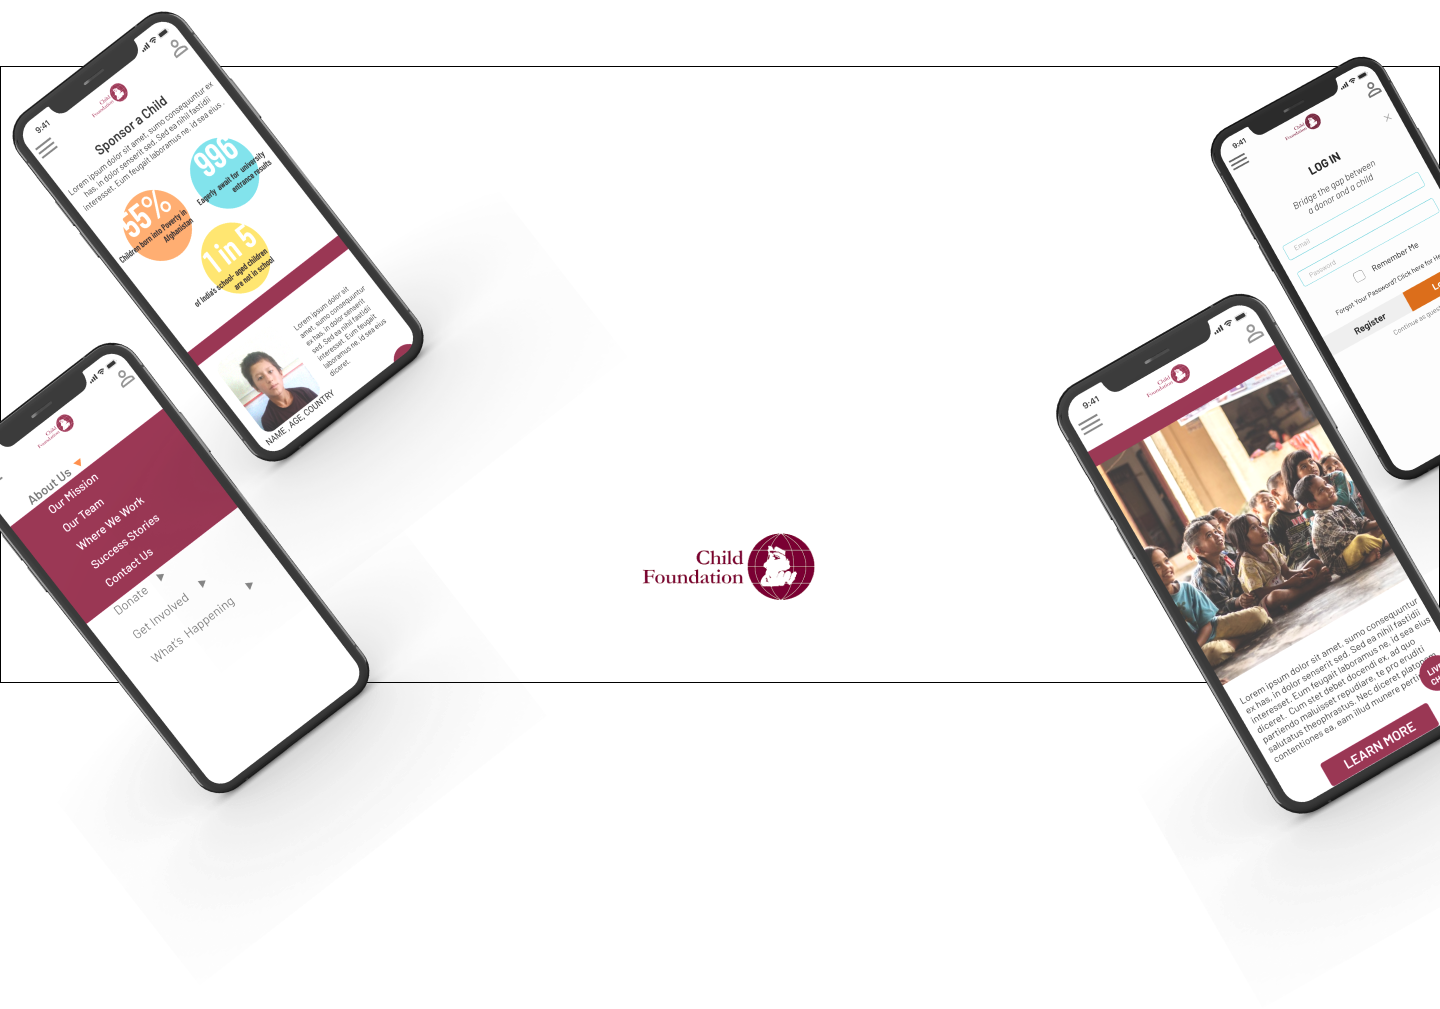 9:41
Child
Foundation
Sponsor a Child
Lorem ipsum dolor sit amet, sumo consequuntur ex
has, in dolor senserit sed. Sed ea nihil fastidii
interesset. Eum feugait laboramus ne, id sea eius .
996
Eagerly await for university
entrance results
55%
Children born into Poverty in
Afghanistan
1 in 5
of India's school- aged children
are not in school
Lorem ipsum dolor sit
amet, sumo consequuntur
ex has, in dolor senserit
sed. Sed ea nihil fastidii
interesset. Eum feugait
laboramus ne, id sea eius
diceret.
NAME , AGE, COUNTRY
Child
Foundation
About Us
Our Mission
Our Team
Where We Work
Success Stories
Contact Us
Donate
Get Involved
What's Happening
Child
Foundation
9:41
Child
Foundation
LOG IN
Bridge the gap between
a donor and a child
Email
Password
Remember Me
Forgot Your Password? Click here for
Register
Continue as
9:41
Child
Foundation
Lorem ipsum dolor sit amet, sumo consequuntur
ex has, in dolor senserit sed. Sed ea nihil fastidii
interesset. Eum feugait laboramus ne, id sea eius
diceret. Cum stet debet docendi ex, ad quo
partiendo maluisset repudiare, te pro eruditi
salutatus theophrastus. Nec diceret platonem
contentiones ea, eam illud munere
LEARN MORE